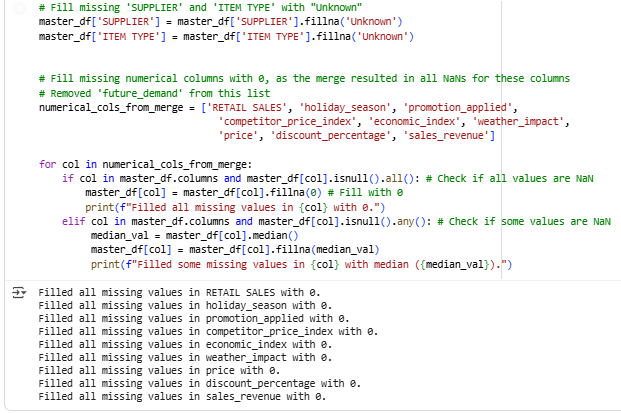 # Fill missing 'SUPPLIER' and 'ITEM TYPE' with "Unknown"
master_df['SUPPLIER'] = master_df['SUPPLIER'].fillna('Unknown')
master_df['ITEM TYPE'] = master_df['ITEM TYPE'].fillna('Unknown')
# Fill missing numerical columns with 0, as the merge resulted in all NaNs for these columns
# Removed 'future_demand' from this list
numerical_cols_from_merge = ['RETAIL SALES', 'holiday_season', 'promotion_applied',
'competitor_price_index', 'economic_index', 'weather_impact',
'price', 'discount_percentage', 'sales_revenue']
for col in numerical_cols_from_merge:
if col in master_df.columns and master_df[col].isnull().all(): # Check if all values are NaN
master_df[col] = master_df[col].fillna(0) # Fill with 0
print(f"Filled all missing values in {col} with 0.")
elif col in master_df.columns and master_df[col].isnull().any(): # Check if some values are NaN
median_val = master_df[col].median()
master_df[col] = master_df[col].fillna(median_val)
print(f"Filled some missing values in {col} with median ({median_val}).")
Filled all missing values in RETAIL SALES with 0.
Filled all missing values in holiday_season with 0.
Filled all missing values in promotion_applied with 0.
Filled all missing values in competitor_price_index with 0.
Filled all missing values in economic_index with 0.
Filled all missing values in weather_impact with 0.
Filled all missing values in price with 0.
Filled all missing values in discount_percentage with 0.
Filled all missing values in sales_revenue with 0.